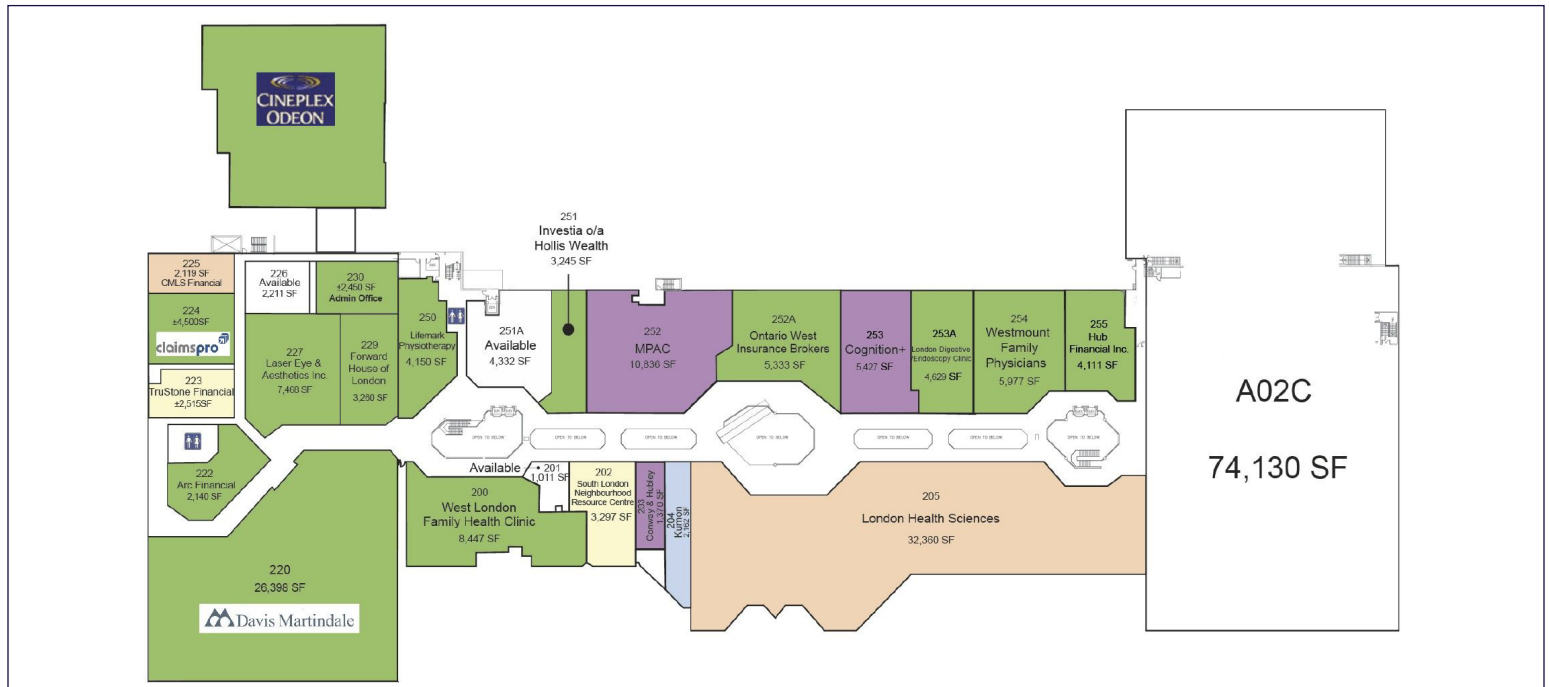 CINEPLEX
ODEON
251
Investia o/a
Hollis Wealth
3,245 SF
225
2,119 SF
CMLS Financial
226
Available
2,211 SF
230
±2,450 SF
Admin Office
224
±4,500SF
claimspro
227
Laser Eye &
Aesthetics Inc.
7,468 SF
229
Forward
House of
London
3,260 SF
250
Lifemark
Physiotherapy
4,150 SF
251A
Available
4,332 SF
252
MPAC
10,836 SF
252A
Ontario West
Insurance Brokers
5,333 SF
253
Cognition+
5,427 SF
253A
London Digestive
Endoscopy Clinic
4,629 SF
254
Westmount
Family
Physicians
5,977 SF
255
Hub
Financial Inc.
4,111 SF
A02C
74,130 SF
223
TruStone Financial
±2,515SF
OPEN TO BELOW
OPEN TO BELOW
OPEN TO BELOW
OPEN TO BELOW
OPEN TO BELOW
OPEN TO BELOW
OPEN TO BELOW
222
Arc Financial
2,140 SF
Available
201
1,011 SF
200
West London
Family Health Clinic
8,447 SF
202
South London
Neighbourhood
Resource Centre
3,297 SF
203
Conway & Hubley
1,370 SF
204
Kumon
2,162 SF
205
London Health Sciences
32,360 SF
220
26,398 SF
Davis Martindale